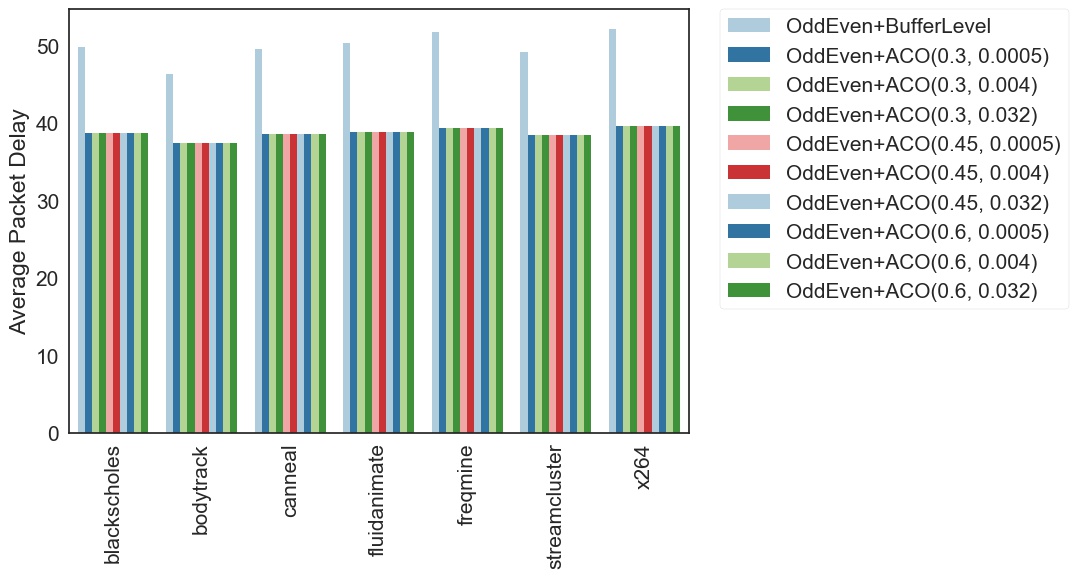 Average Packet Delay
50
40
30
20
10
0
blackscholes
bodytrack
canneal
fluidanimate
freqmine
streamcluster
x264
OddEven+BufferLevel
OddEven+ACO(0.3, 0.0005)
OddEven+ACO(0.3, 0.004)
OddEven+ACO(0.3, 0.032)
OddEven+ACO(0.45, 0.0005)
OddEven+ACO(0.45, 0.004)
OddEven+ACO(0.45, 0.032)
OddEven+ACO(0.6, 0.0005)
OddEven+ACO(0.6, 0.004)
OddEven+ACO(0.6, 0.032)